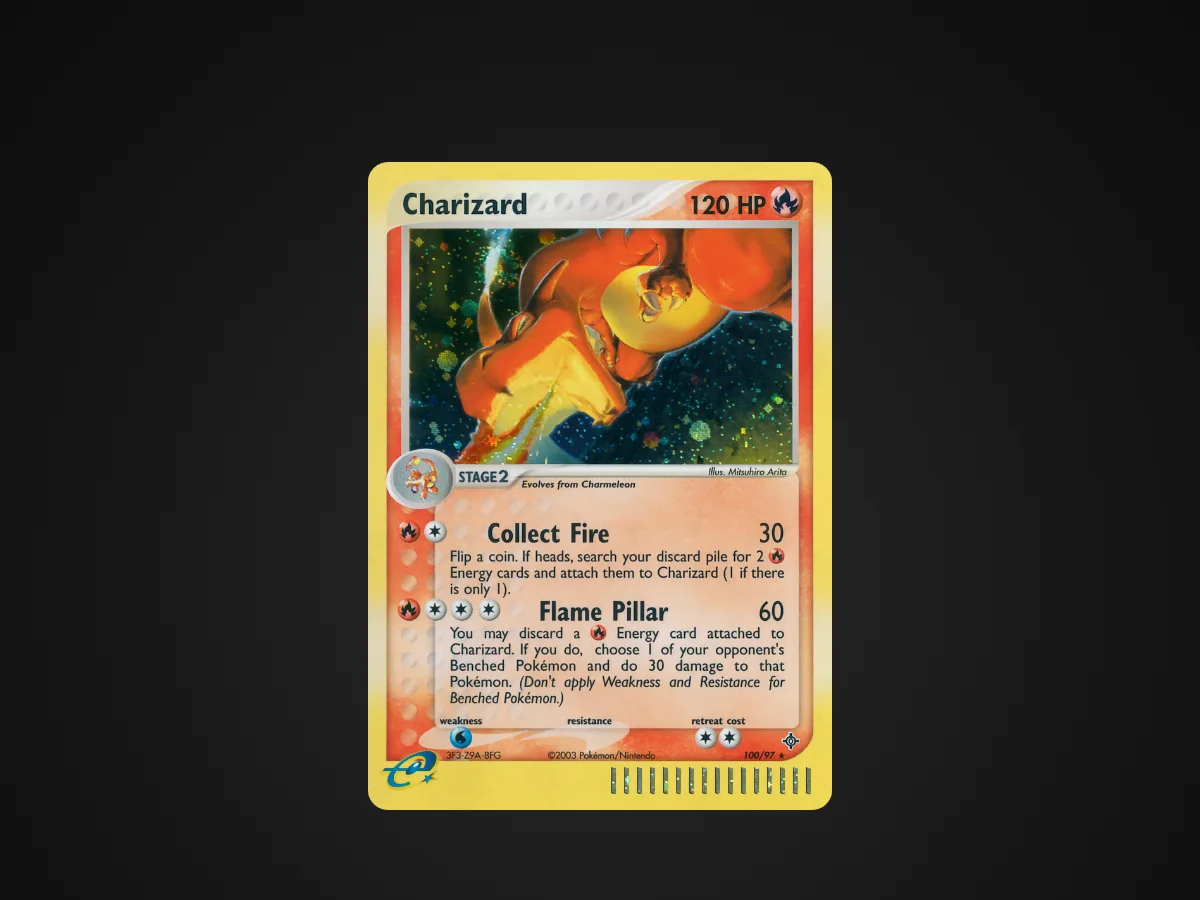 Charizard 120 HP
Illus. Mitsuhiro Arita
STAGE2
Evolves from Charmeleon
Collect Fire 30
Flip a coin. If heads, search your discard pile for 2
Energy cards and attach them to Charizard (1 if there
is only 1).
Flame Pillar 60
You may discard a Energy card attached to
Charizard. If you do, choose 1 of your opponent's
Benched Pokémon and do 30 damage to that
Pokémon. (Don't apply Weakness and Resistance for
Benched Pokémon.)
weakness resistance retreat cost
3F3-Z9A-8FG ©2003 Pokémon/Nintendo 100/97 ★
e